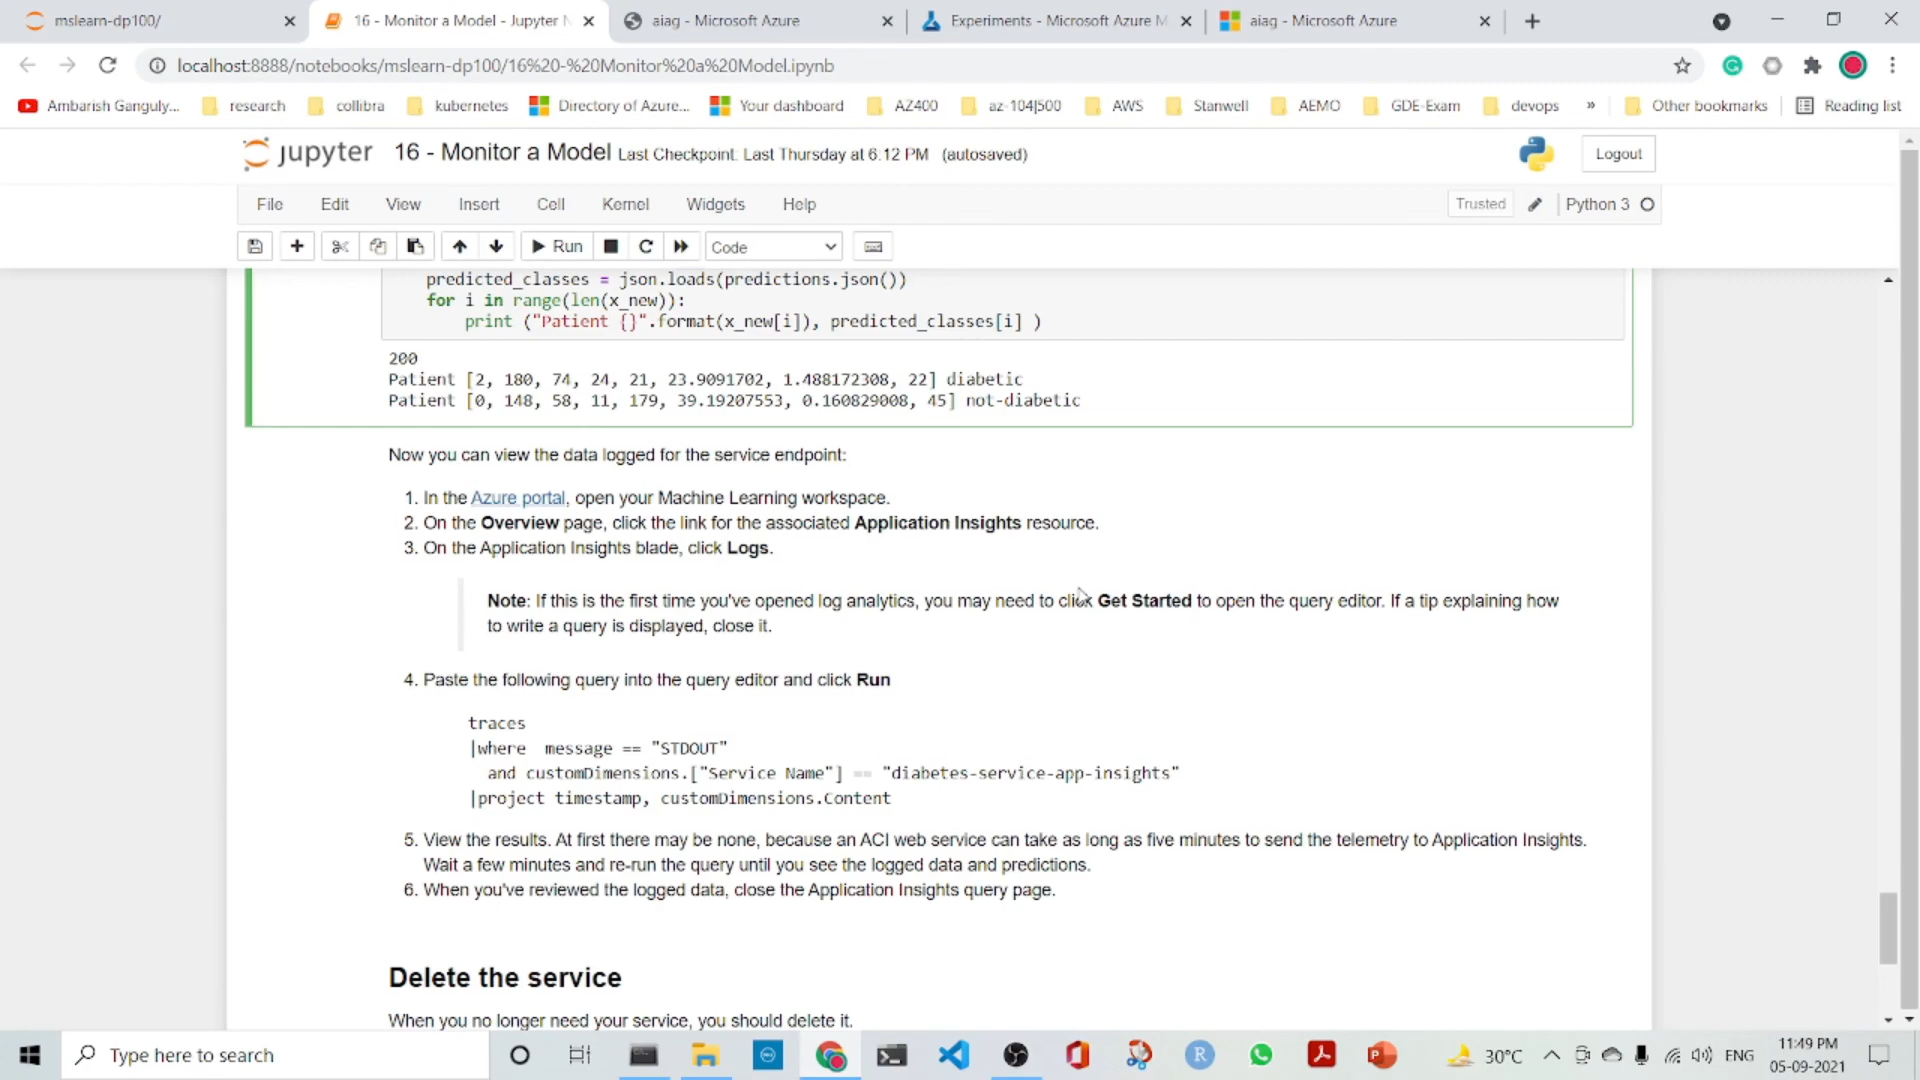 mslearn-dp100/
16 - Monitor a Model - Jupyter N
aiag - Microsoft Azure
Experiments - Microsoft Azure M
aiag - Microsoft Azure
localhost:8888/notebooks/mslearn-dp100/16%20-%20Monitor%20a%20Model.ipynb
Ambarish Ganguly...
research
collibra
kubernetes
Directory of Azure...
Your dashboard
AZ400
az-104|500
AWS
Stanwell
AEMO
GDE-Exam
devops
»
Other bookmarks
Reading list
jupyter
16 - Monitor a Model Last Checkpoint: Last Thursday at 6:12 PM (autosaved)
Logout
File Edit View Insert Cell Kernel Widgets Help
Trusted
Python 3
Run
Code
predicted_classes = json.loads(predictions.json())
for i in range(len(x_new)):
print ("Patient {}".format(x_new[i]), predicted_classes[i] )
200
Patient [2, 180, 74, 24, 21, 23.9091702, 1.488172308, 22] diabetic
Patient [0, 148, 58, 11, 179, 39.19207553, 0.160829008, 45] not-diabetic
Now you can view the data logged for the service endpoint:
1. In the Azure portal, open your Machine Learning workspace.
2. On the Overview page, click the link for the associated Application Insights resource.
3. On the Application Insights blade, click Logs.
Note: If this is the first time you've opened log analytics, you may need to click Get Started to open the query editor. If a tip explaining how
to write a query is displayed, close it.
4. Paste the following query into the query editor and click Run
traces
|where message == "STDOUT"
and customDimensions.["Service Name"] == "diabetes-service-app-insights"
|project timestamp, customDimensions.Content
5. View the results. At first there may be none, because an ACI web service can take as long as five minutes to send the telemetry to Application Insights.
Wait a few minutes and re-run the query until you see the logged data and predictions.
6. When you've reviewed the logged data, close the Application Insights query page.
Delete the service
When you no longer need your service, you should delete it.
Type here to search
30°C
ENG
11:49 PM
05-09-2021